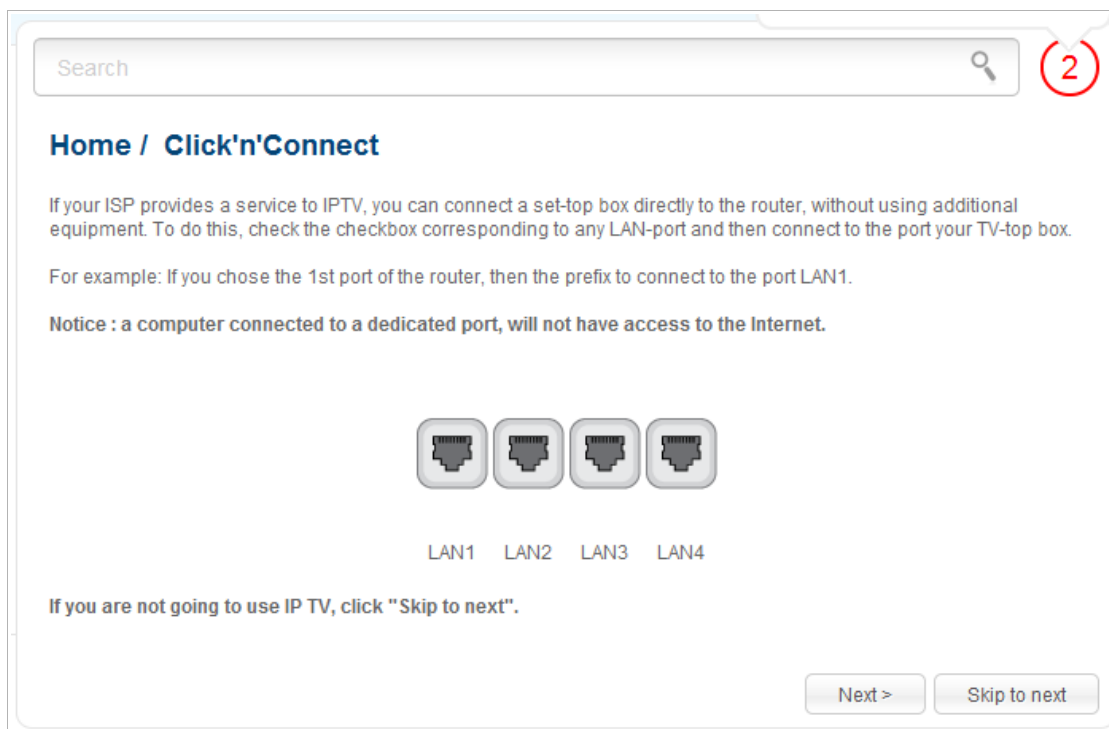 Search
2
Home / Click'n'Connect
If your ISP provides a service to IPTV, you can connect a set-top box directly to the router, without using additional
equipment. To do this, check the checkbox corresponding to any LAN-port and then connect to the port your TV-top box.
For example: If you chose the 1st port of the router, then the prefix to connect to the port LAN1.
Notice : a computer connected to a dedicated port, will not have access to the Internet.
LAN1 LAN2 LAN3 LAN4
If you are not going to use IP TV, click "Skip to next".
Next > Skip to next